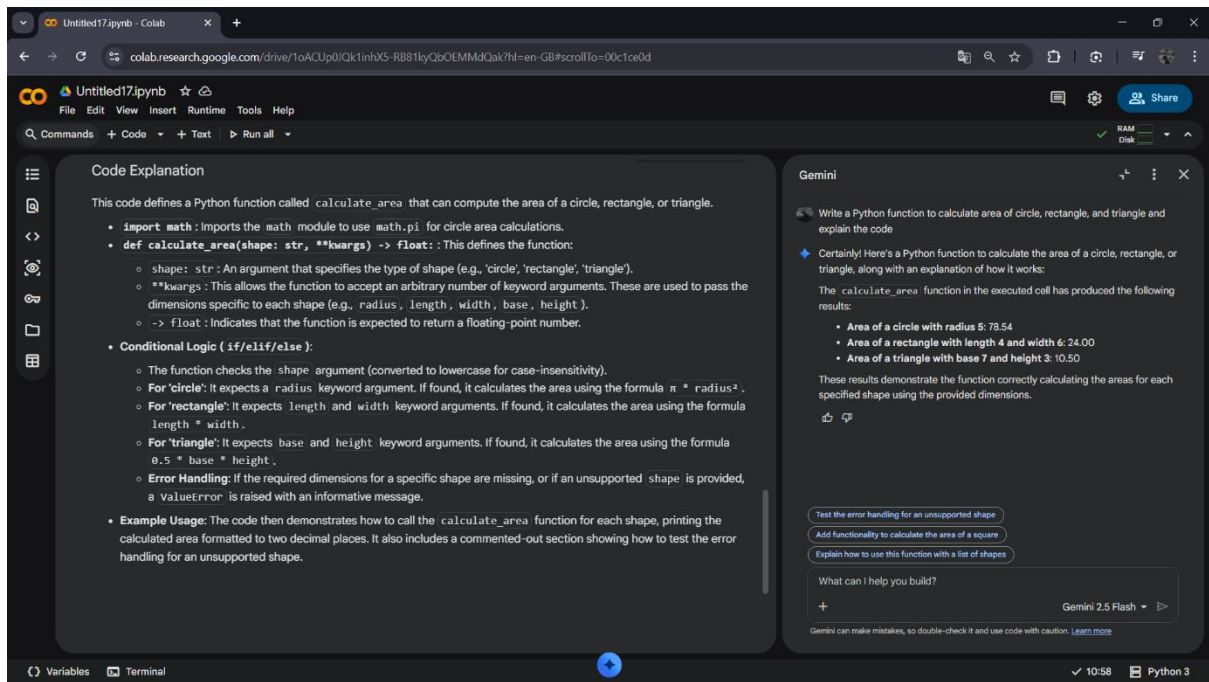 Untitled17.ipynb - Colab
colab.research.google.com/drive/1oACUp0JQk1inhX5-RB81kyQbOEMMdQak?hl=en-GB#scrollTo=00c1ce0d
Untitled17.ipynb
File Edit View Insert Runtime Tools Help
Share
Commands + Code + Text Run all
RAM
Disk
Code Explanation
This code defines a Python function called calculate_area that can compute the area of a circle, rectangle, or triangle.
• import math : Imports the math module to use math.pi for circle area calculations.
• def calculate_area(shape: str, **kwargs) -> float: : This defines the function:
○ shape: str : An argument that specifies the type of shape (e.g., 'circle', 'rectangle', 'triangle').
○ **kwargs : This allows the function to accept an arbitrary number of keyword arguments. These are used to pass the
dimensions specific to each shape (e.g., radius, length, width, base, height ).
○ -> float : Indicates that the function is expected to return a floating-point number.
• Conditional Logic ( if/elif/else ):
○ The function checks the shape argument (converted to lowercase for case-insensitivity).
○ For 'circle': It expects a radius keyword argument. If found, it calculates the area using the formula π * radius².
○ For 'rectangle': It expects length and width keyword arguments. If found, it calculates the area using the formula
length * width.
○ For 'triangle': It expects base and height keyword arguments. If found, it calculates the area using the formula
0.5 * base * height.
○ Error Handling: If the required dimensions for a specific shape are missing, or if an unsupported shape is provided,
a ValueError is raised with an informative message.
• Example Usage: The code then demonstrates how to call the calculate_area function for each shape, printing the
calculated area formatted to two decimal places. It also includes a commented-out section showing how to test the error
handling for an unsupported shape.
Gemini
Write a Python function to calculate area of circle, rectangle, and triangle and
explain the code
Certainly! Here's a Python function to calculate the area of a circle, rectangle, or
triangle, along with an explanation of how it works:
The calculate_area function in the executed cell has produced the following
results:
• Area of a circle with radius 5: 78.54
• Area of a rectangle with length 4 and width 6: 24.00
• Area of a triangle with base 7 and height 3: 10.50
These results demonstrate the function correctly calculating the areas for each
specified shape using the provided dimensions.
Test the error handling for an unsupported shape
Add functionality to calculate the area of a square
Explain how to use this function with a list of shapes
What can I help you build?
+ Gemini 2.5 Flash
Gemini can make mistakes, so double-check it and use code with caution. Learn more
Variables Terminal
10:58 Python 3